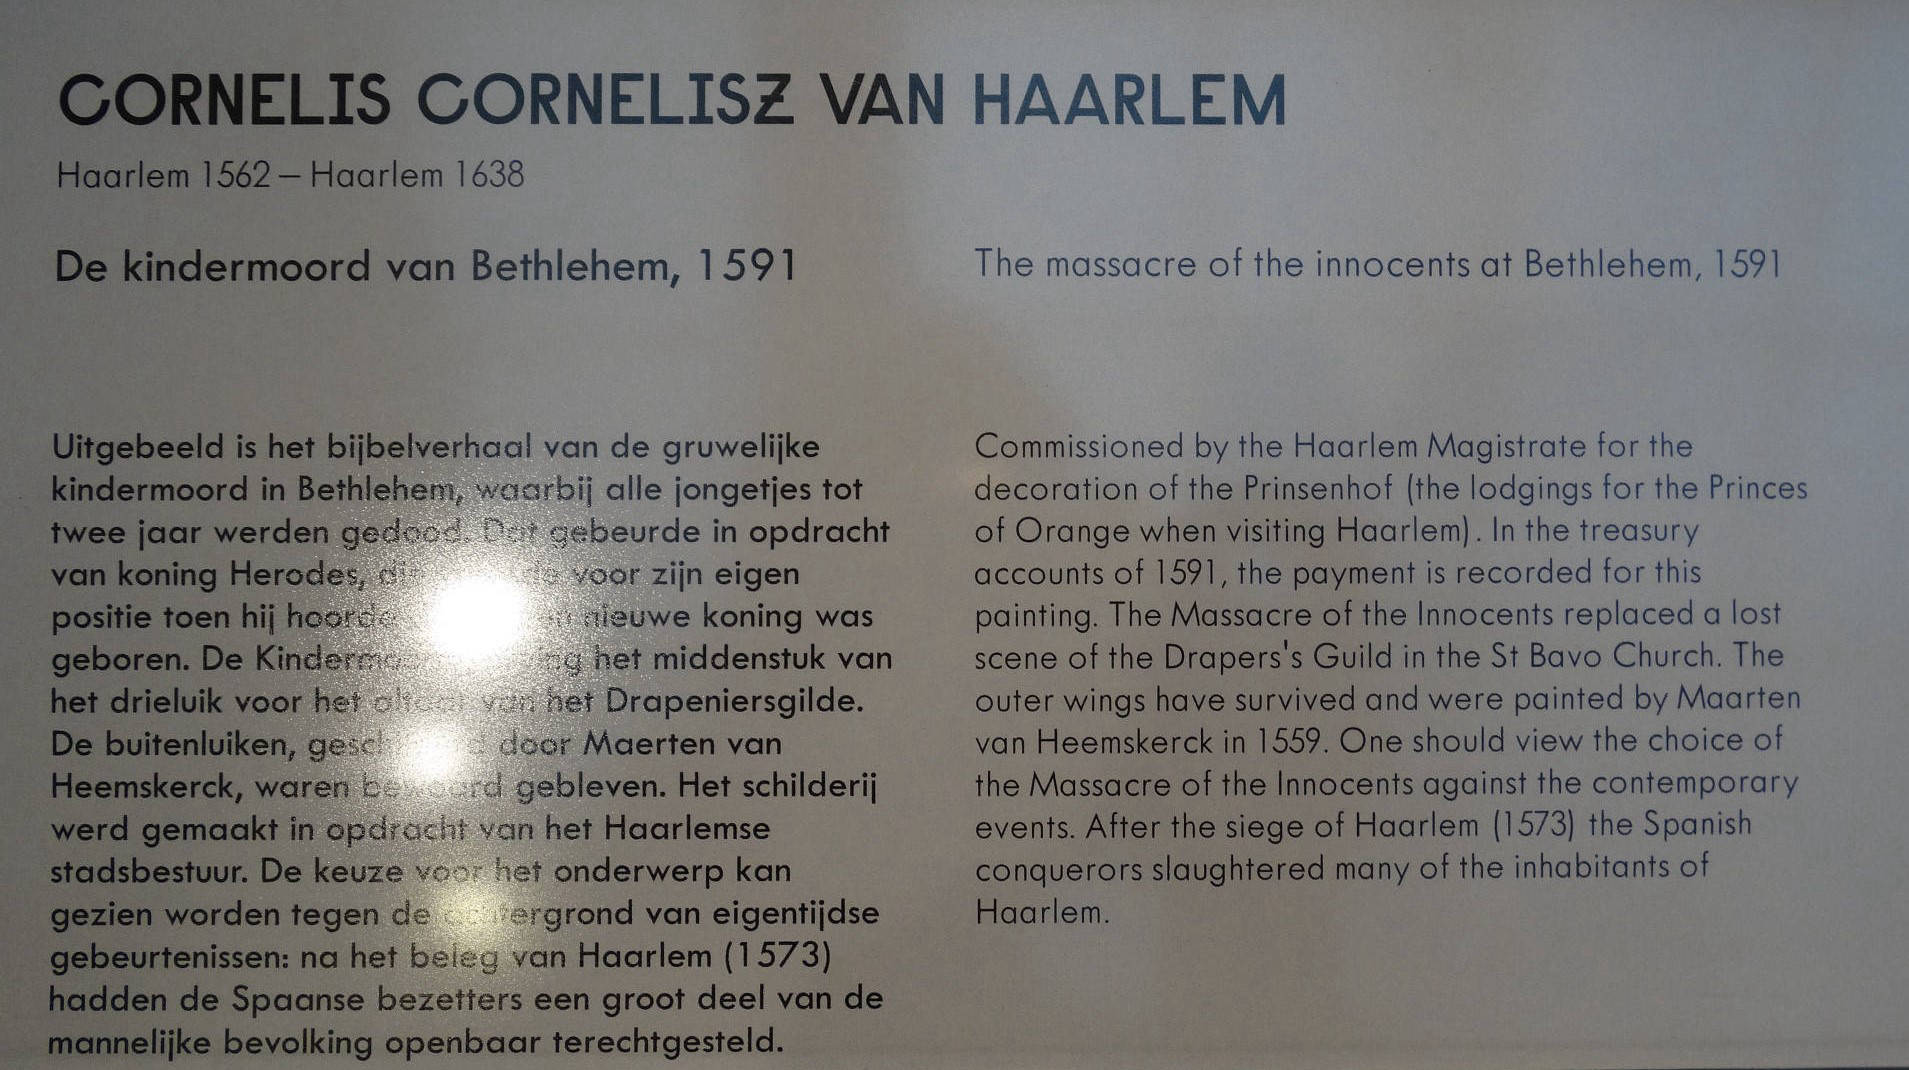 CORNELIS CORNELISZ VAN HAARLEM
Haarlem 1562 – Haarlem 1638
De kindermoord van Bethlehem, 1591
Uitgebeeld is het bijbelverhaal van de gruwelijke
kindermoord in Bethlehem, waarbij alle jongetjes tot
twee jaar werden gedood. Dat gebeurde in opdracht
van koning Herodes, voor zijn eigen
positie toen hij hoorde nieuwe koning was
geboren. De het middenstuk van
het drieluik voor het altaar van het Drapeniersgilde.
De buitenluiken, door Maerten van
Heemskerck, waren bewaard gebleven. Het schilderij
werd gemaakt in opdracht van het Haarlemse
stadsbestuur. De keuze voor het onderwerp kan
gezien worden tegen de achtergrond van eigentijdse
gebeurtenissen: na het beleg van Haarlem (1573)
hadden de Spaanse bezetters een groot deel van de
mannelijke bevolking openbaar terechtgesteld.
The massacre of the innocents at Bethlehem, 1591
Commissioned by the Haarlem Magistrate for the
decoration of the Prinsenhof (the lodgings for the Princes
of Orange when visiting Haarlem). In the treasury
accounts of 1591, the payment is recorded for this
painting. The Massacre of the Innocents replaced a lost
scene of the Drapers's Guild in the St Bavo Church. The
outer wings have survived and were painted by Maarten
van Heemskerck in 1559. One should view the choice of
the Massacre of the Innocents against the contemporary
events. After the siege of Haarlem (1573) the Spanish
conquerors slaughtered many of the inhabitants of
Haarlem.